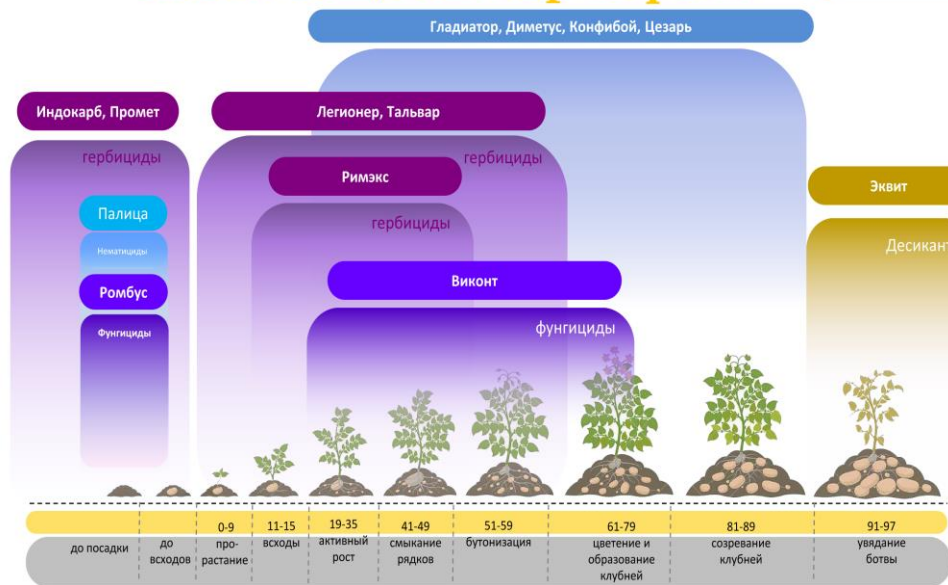 Гладиатор, Диметус, Конфибой, Цезарь
Индокарб, Промет
Легионер, Тальвар
гербициды
гербициды
Римэкс
Эквит
Палица
гербициды
Нематициды
Десикант
Виконт
Ромбус
фунгициды
Фунгициды
0-9
11-15
19-35
41-49
51-59
61-79
81-89
91-97
до посадки
до
всходов
про-
растание
всходы
активный
рост
смыкание
рядков
бутонизация
цветение и
образование
клубней
созревание
клубней
увядание
ботвы